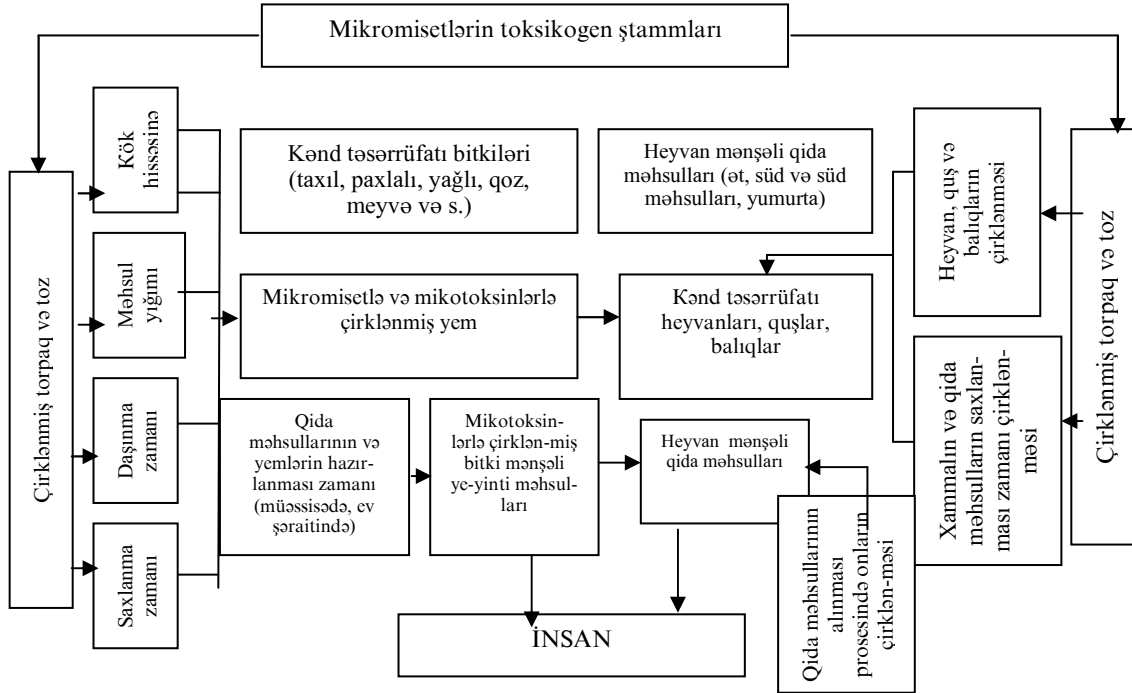 Mikromisetlərin toksikogen ştammları
Çirklənmiş torpaq və toz
Kök
hissəsinə
Məhsul
yığımı
Daşınma
zamanı
Saxlanma
zamanı
Kənd təsərrüfatı bitkiləri
(taxıl, paxlalı, yağlı, qoz,
meyvə və s.)
Heyvan mənşəli qida
məhsulları (ət, süd və süd
məhsulları, yumurta)
Mikromisetlə və mikotoksinlərlə
çirklənmiş yem
Kənd təsərrüfatı
heyvanları, quşlar,
balıqlar
Qida
məhsullarının və
yemlərin hazır-
lanması zamanı
(müəssisədə, ev
şəraitində)
Mikotoksin-
lərlə çirklən-miş
bitki mənşəli
ye-yinti məhsul-
ları
Heyvan mənşəli
qida məhsulları
Heyvan, quş və
balıqların
çirklənməsi
Xammalın və qida
məhsulların saxlan-
ması zamanı çirklən-
məsi
Qida məhsullarının
alınması
prosesində onların
çirklən-məsi
Çirklənmiş torpaq və toz
İNSAN